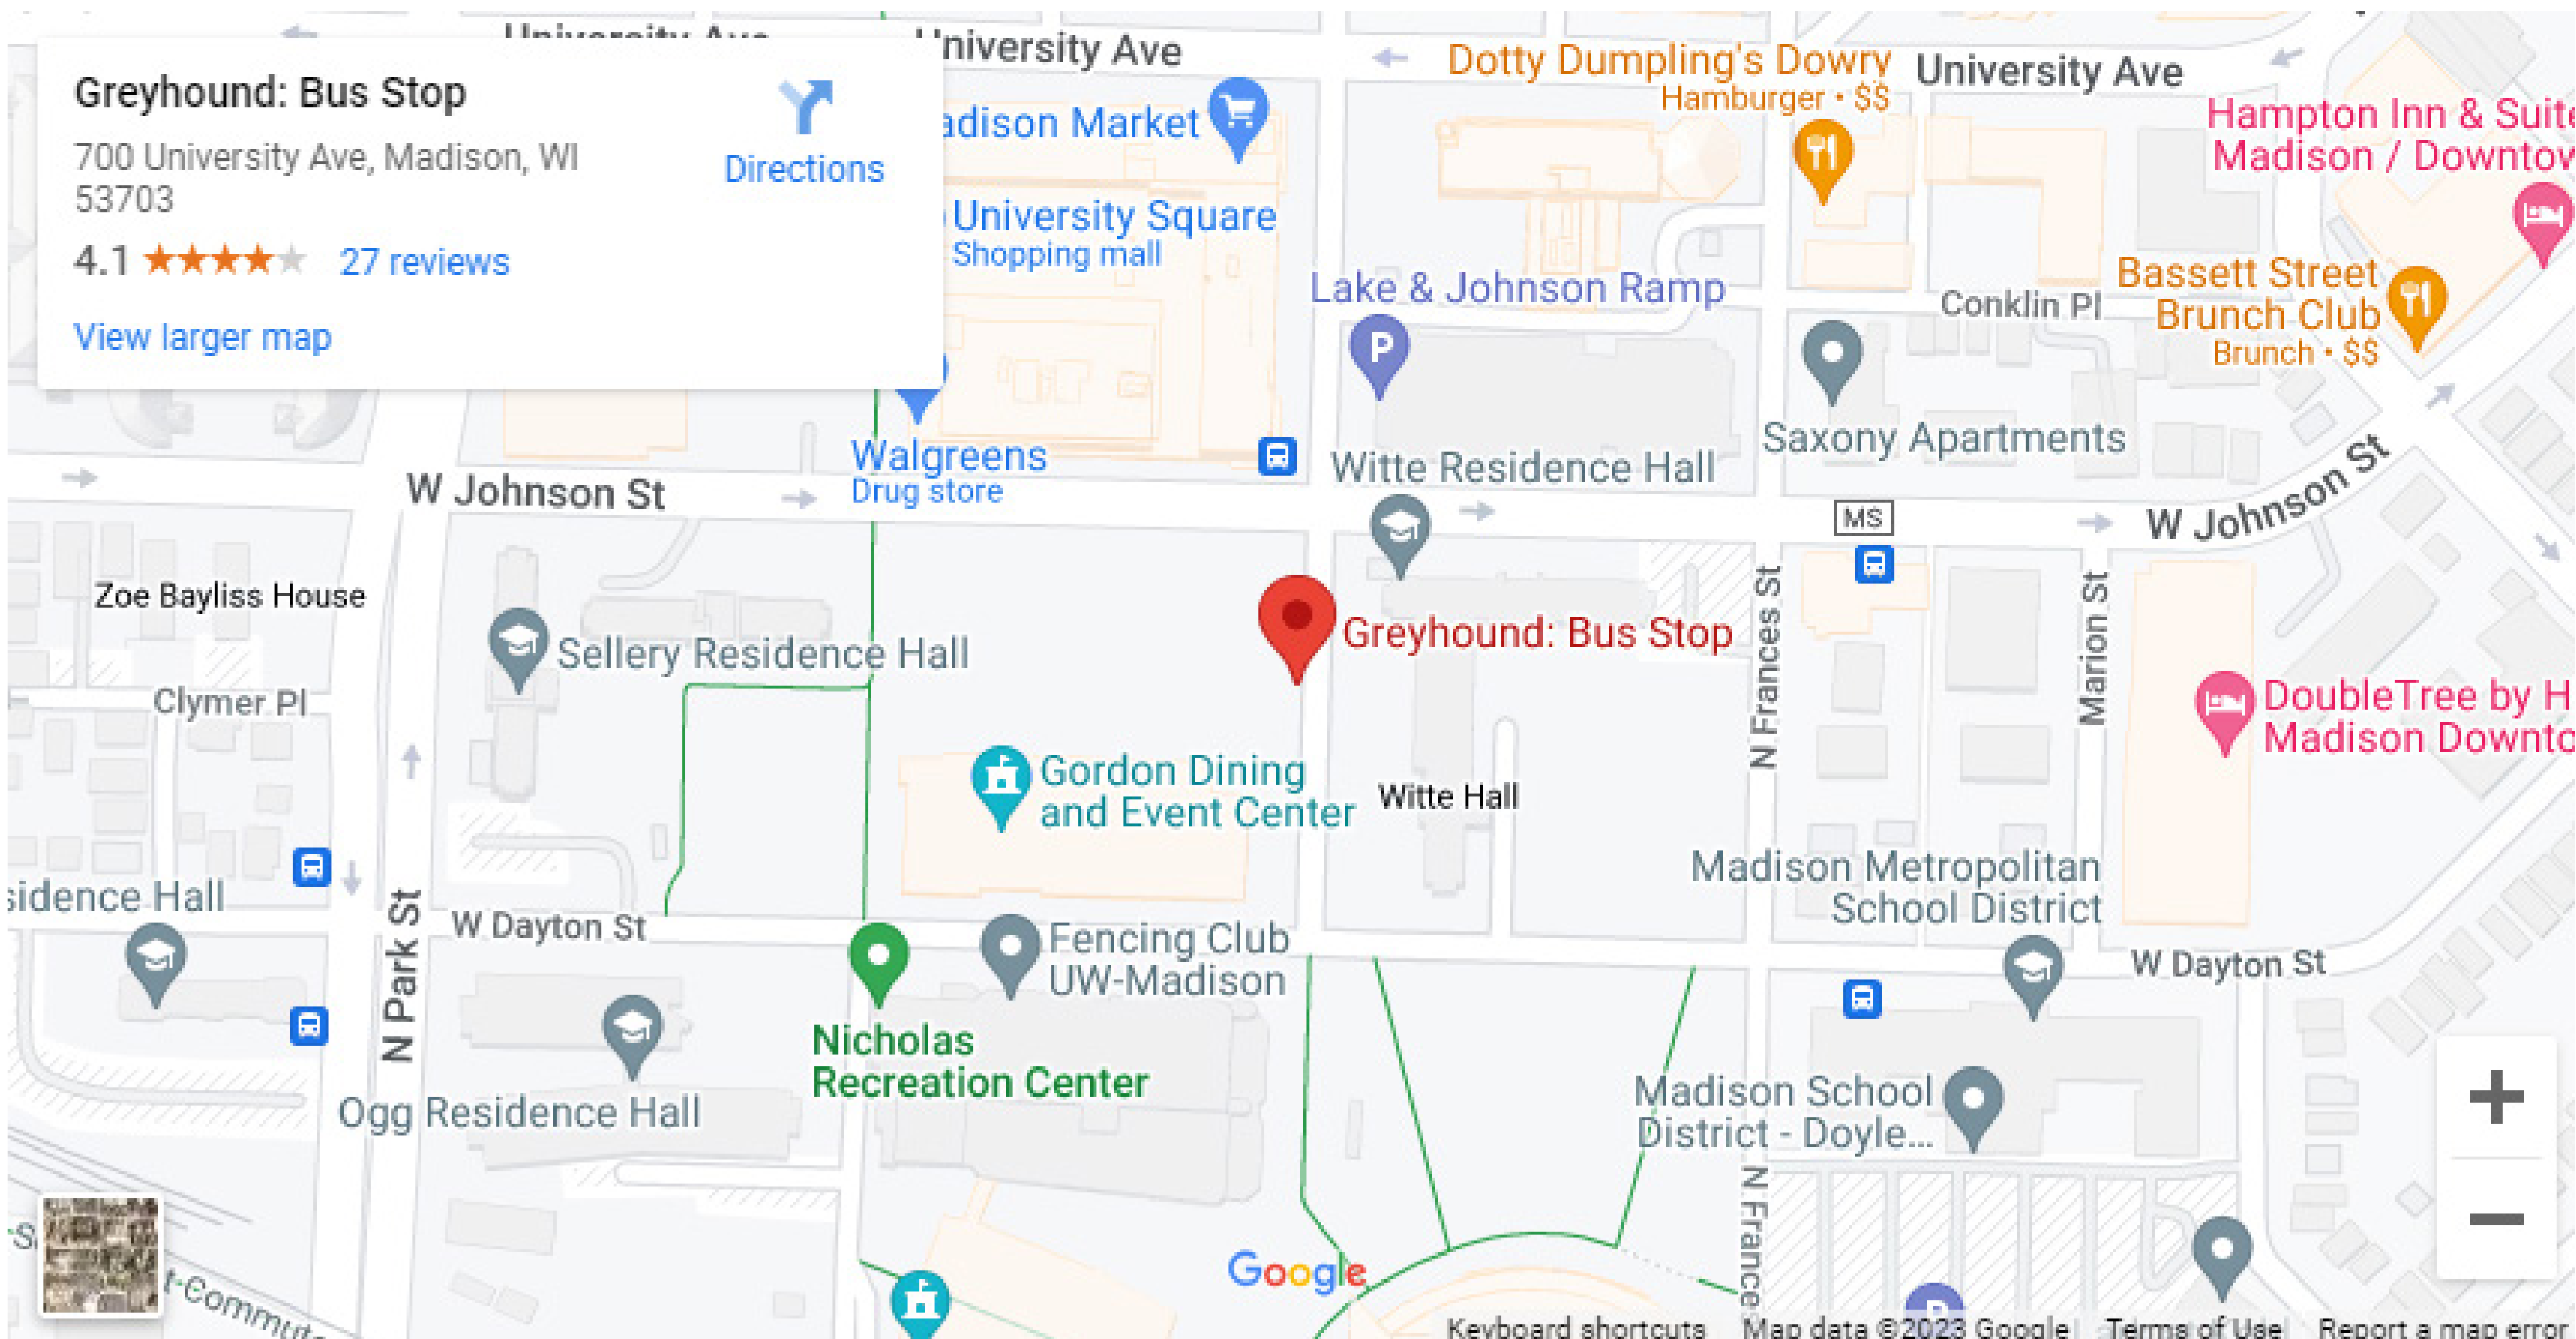 University Ave
University Ave
University Ave
Greyhound: Bus Stop
700 University Ave, Madison, WI
53703
4.1
27 reviews
View larger map
Directions
adison Market
University Square
Shopping mall
Dotty Dumpling's Dowry
Hamburger • $$
Hampton Inn & Suite
Madison / Downtow
Lake & Johnson Ramp
P
Conklin Pl
Bassett Street
Brunch Club
Brunch • $$
Walgreens
Drug store
Witte Residence Hall
Saxony Apartments
W Johnson St
MS
W Johnson St
Zoe Bayliss House
Sellery Residence Hall
Greyhound: Bus Stop
N Frances St
Marion St
Clymer Pl
DoubleTree by H
Madison Downto
Gordon Dining
and Event Center
Witte Hall
Madison Metropolitan
School District
sidence Hall
N Park St
W Dayton St
Fencing Club
UW-Madison
W Dayton St
Nicholas
Recreation Center
Ogg Residence Hall
Madison School
District - Doyle...
N Frances
P
t-Commute
Google
Keyboard shortcuts
Map data ©2023 Google
Terms of Use
Report a map error